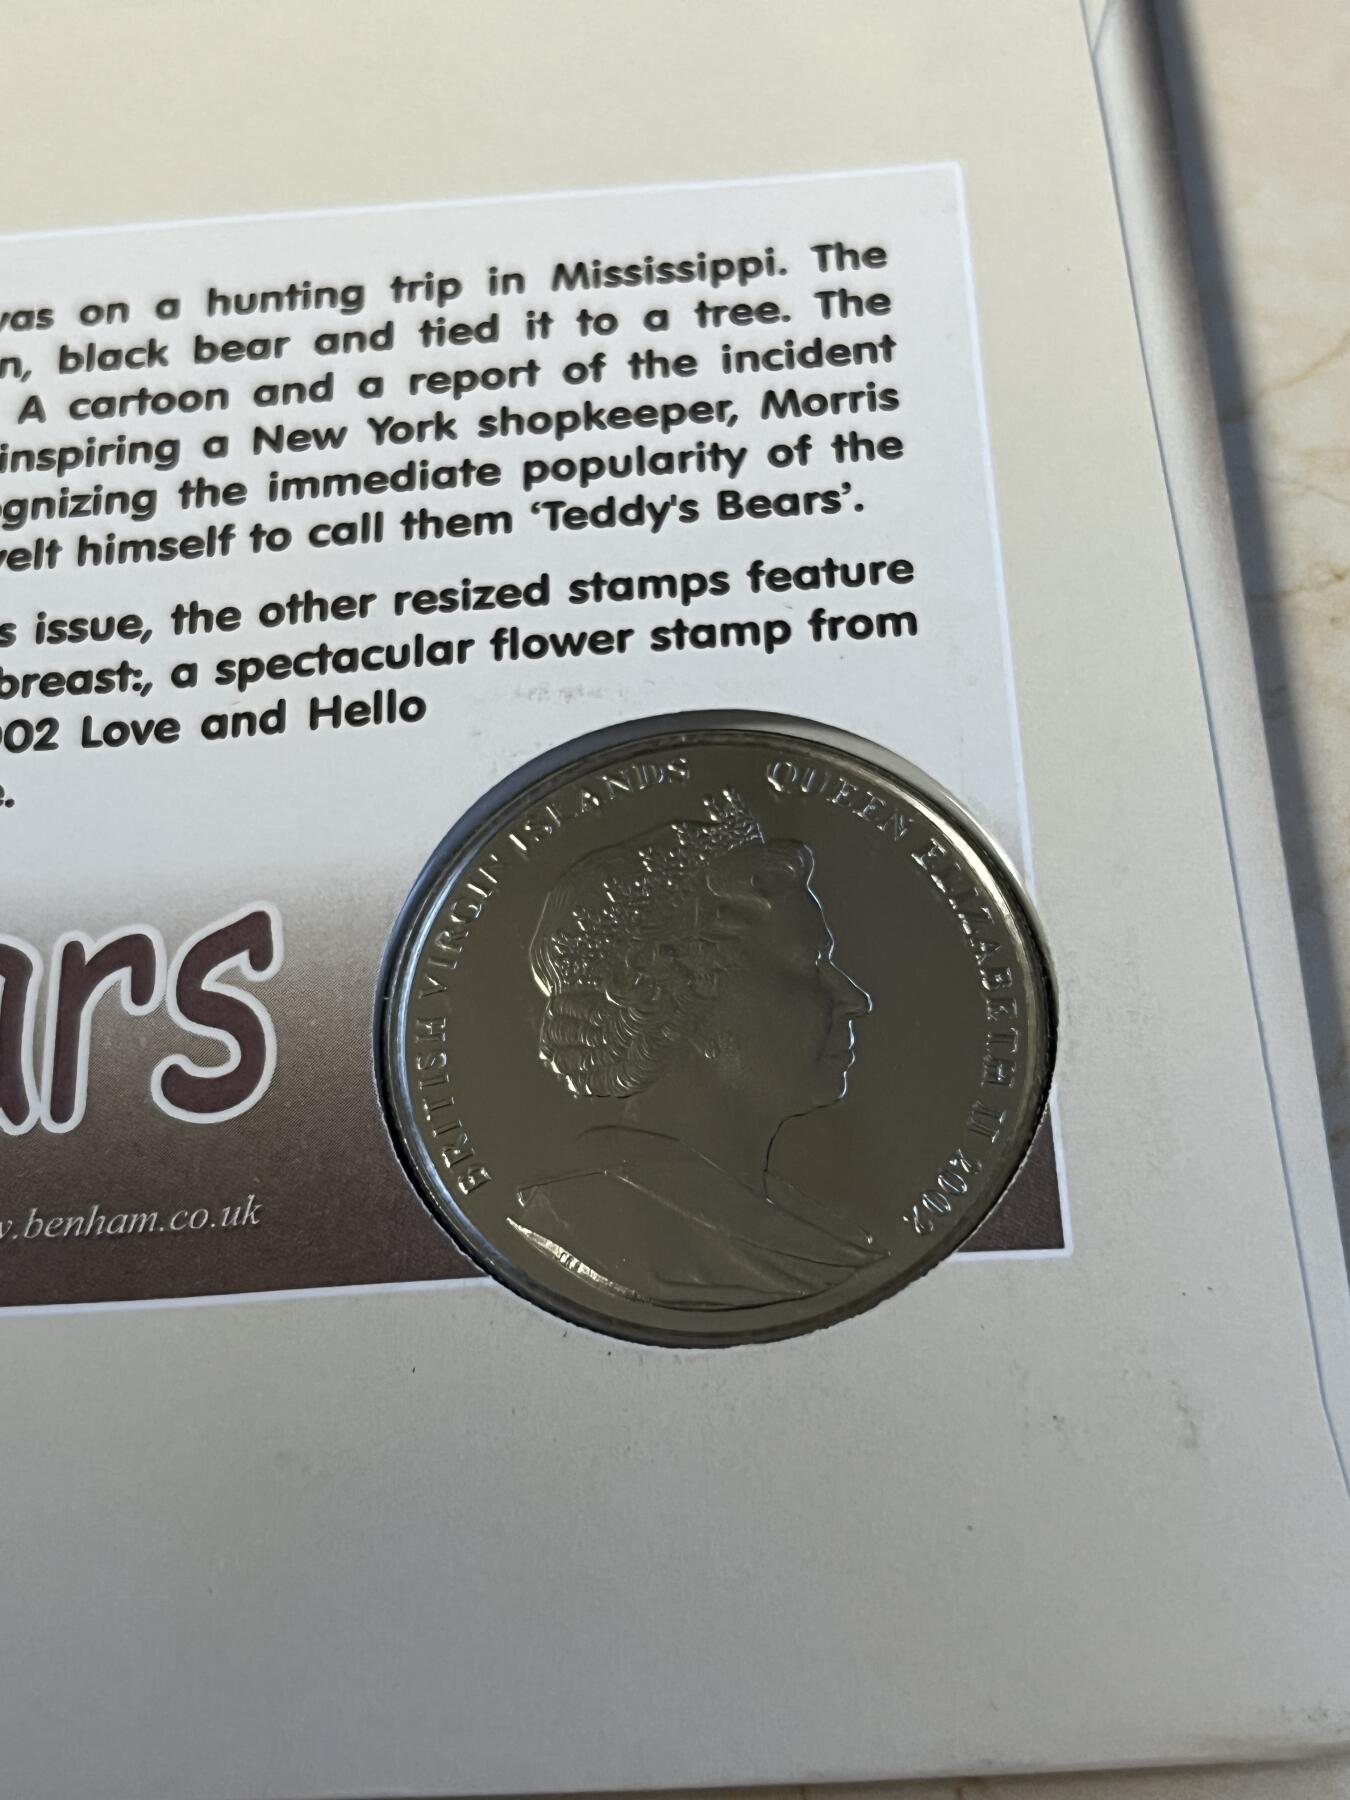 was on a hunting trip in Mississippi. The
n, black bear and tied it to a tree. The
A cartoon and a report of the incident
inspiring a New York shopkeeper, Morris
ognizing the immediate popularity of the
velt himself to call them ‘Teddy's Bears’.
s issue, the other resized stamps feature
breast:, a spectacular flower stamp from
002 Love and Hello
e.
ars
w.benham.co.uk
BRITISH VIRGIN ISLANDS QUEEN ELIZABETH II 2002